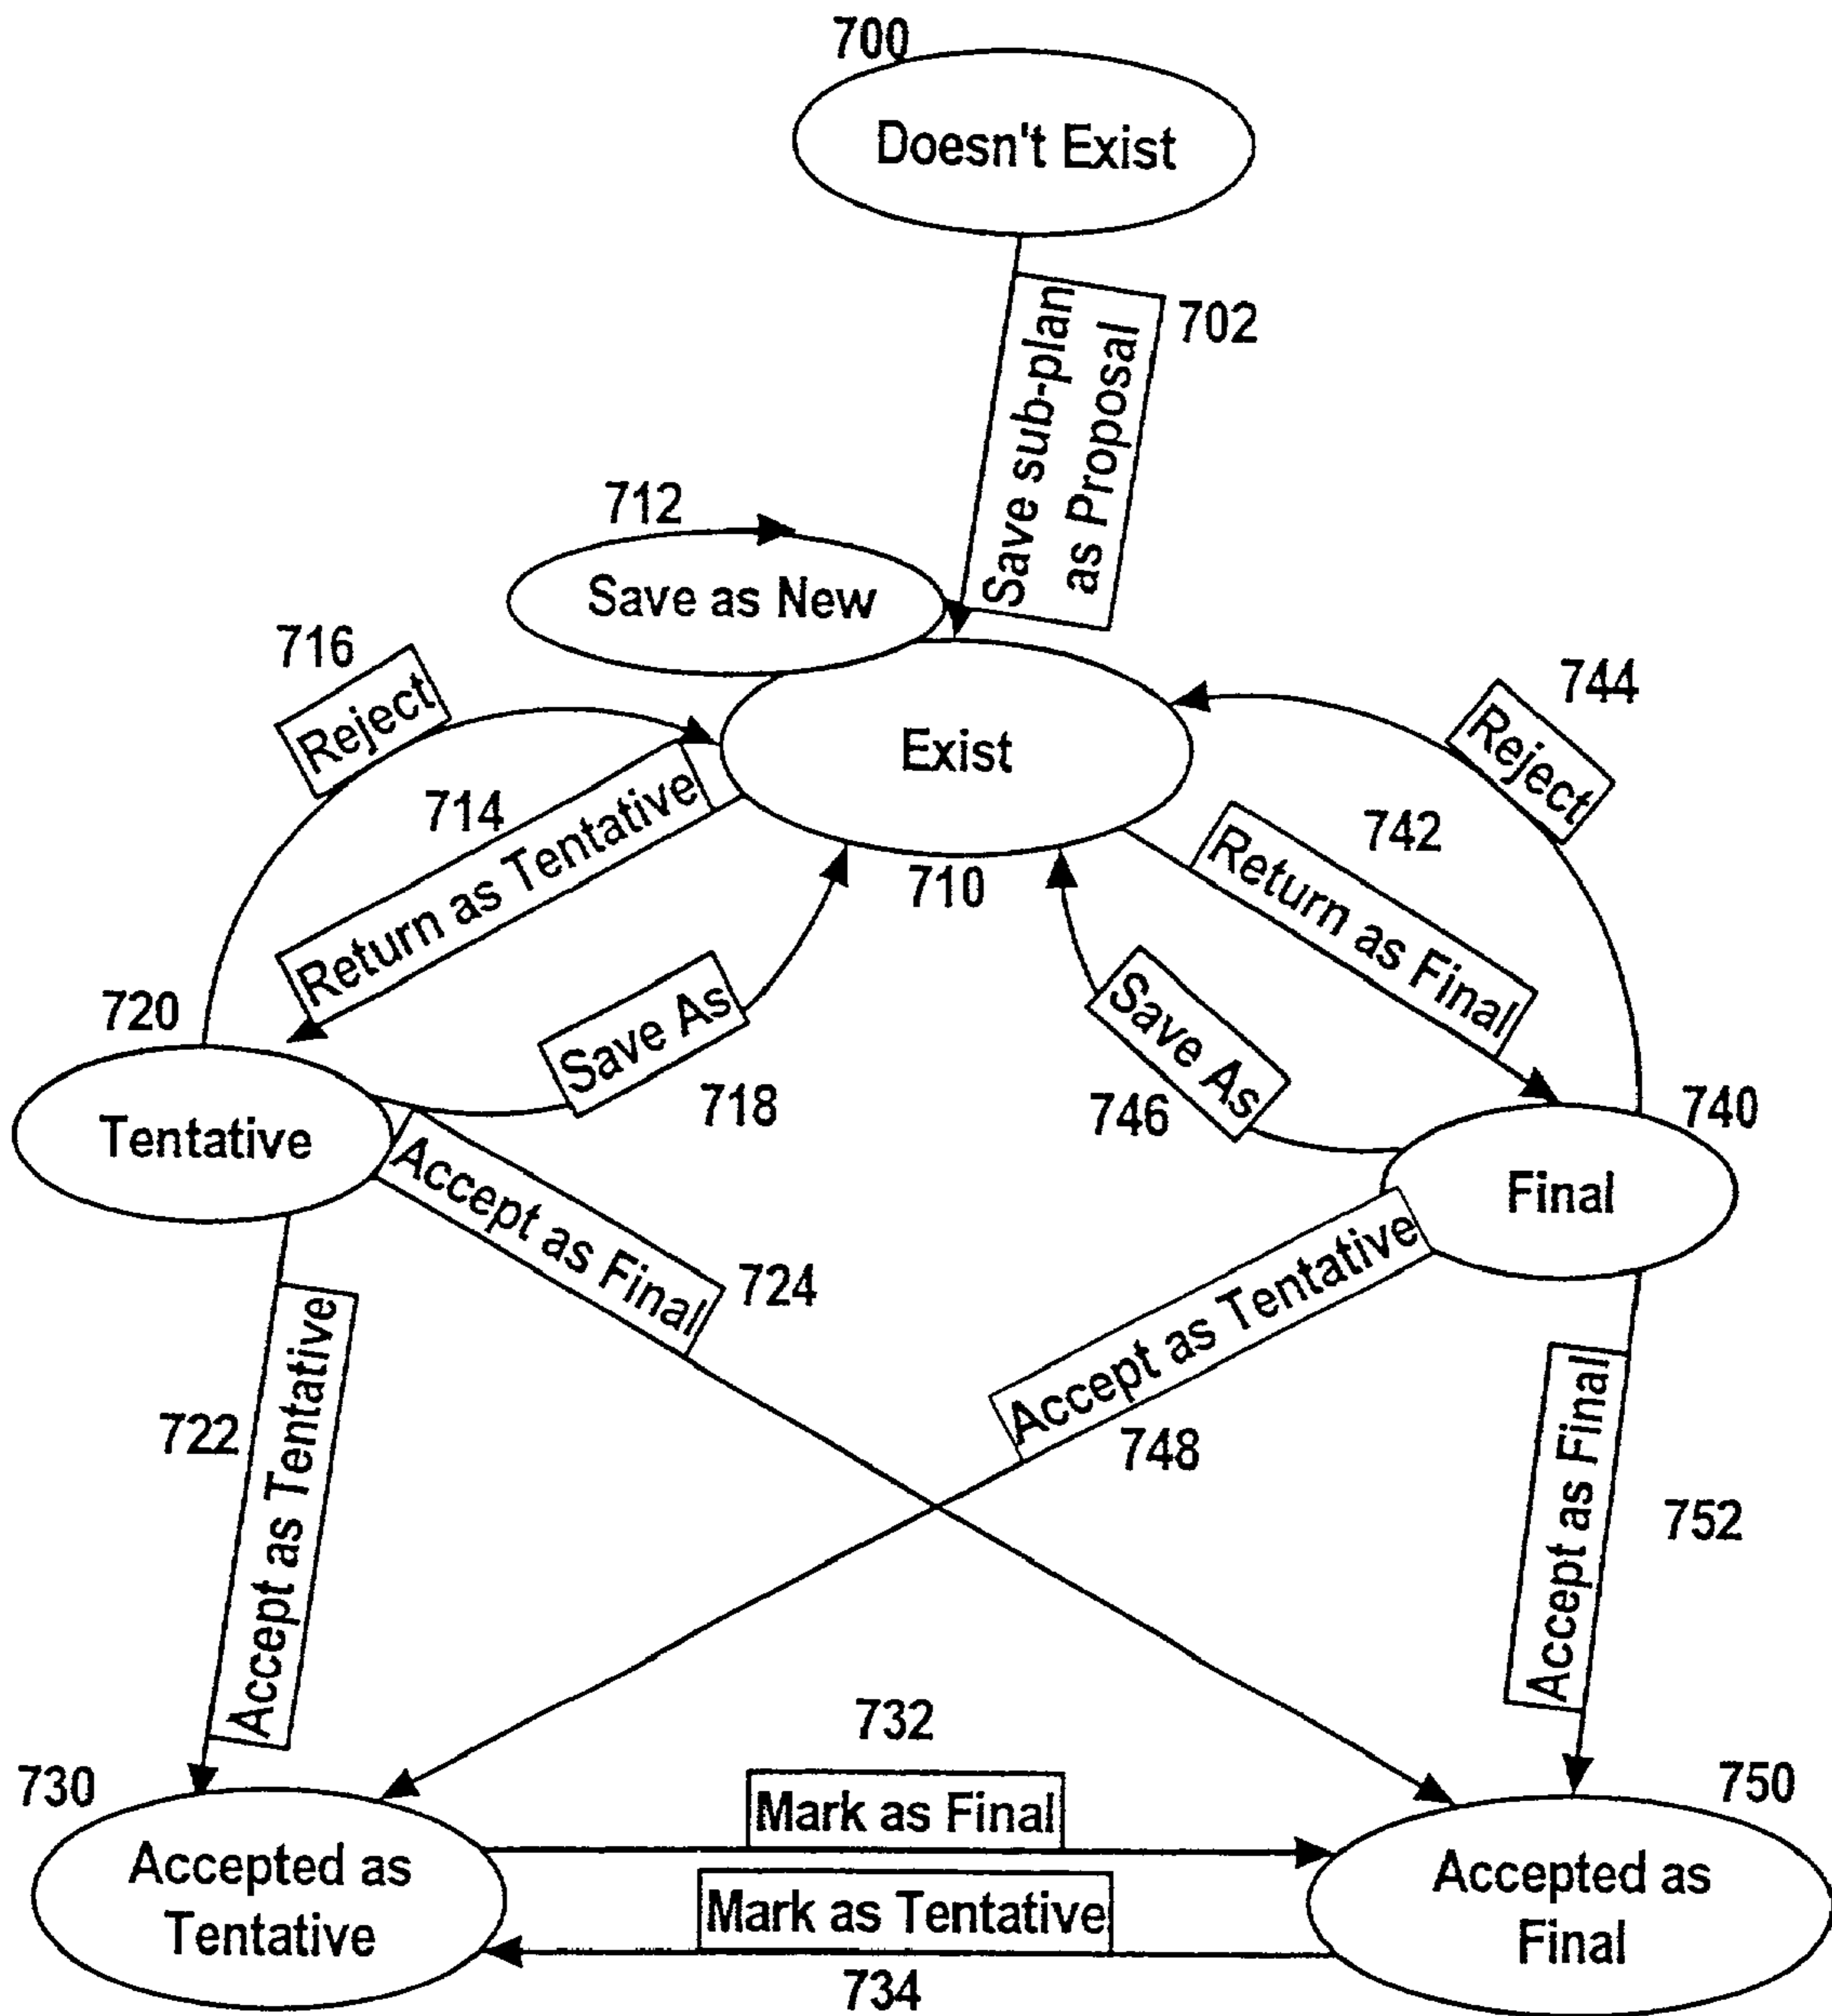 700
Doesn't Exist
702
Save sub-plan
as Proposal
712
Save as New
716
Reject
744
Reject
Exist
714
Return as Tentative
742
Return as Final
710
720
Save As
718
Save As
746
740
Tentative
Final
Accept as Final
724
Accept as Tentative
748
722
Accept as Tentative
Accept as Final
752
732
730
Mark as Final
750
Accepted as
Tentative
Mark as Tentative
Accepted as
Final
734